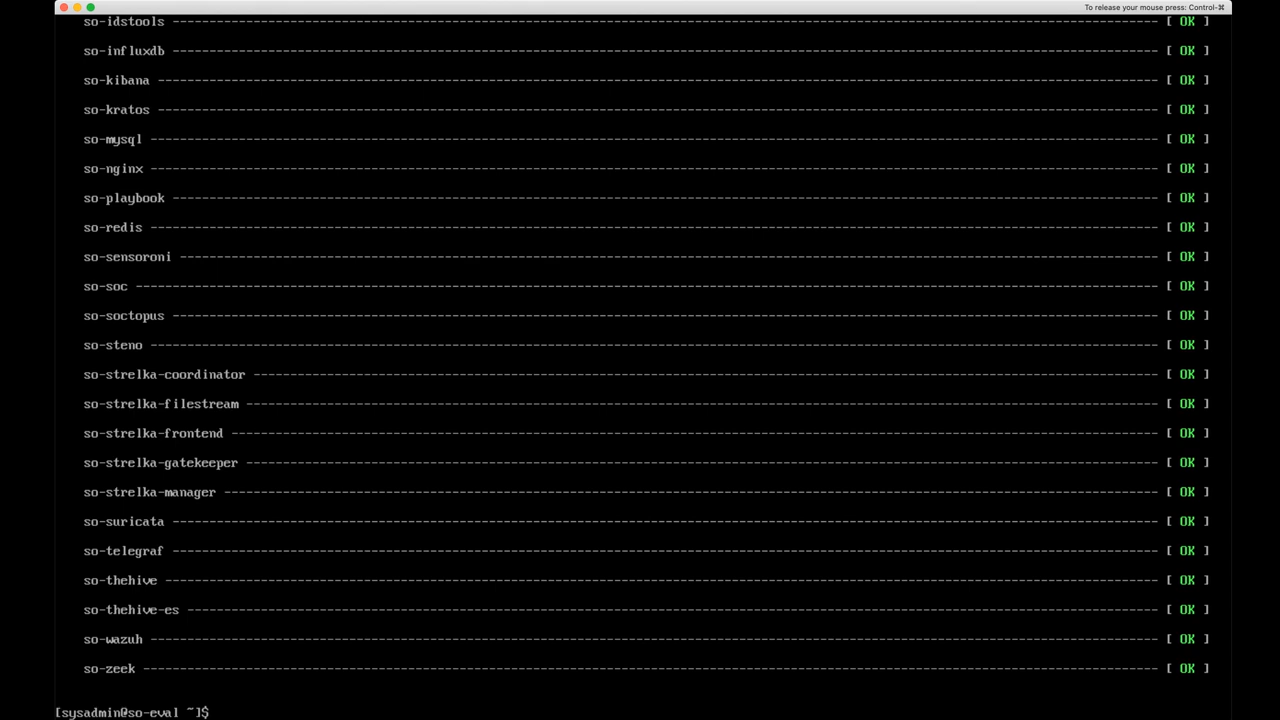 To release your mouse press: Control-⌘
so-idstools ------------------------------------------------------------ [ OK ]
so-influxdb ------------------------------------------------------------ [ OK ]
so-kibana ------------------------------------------------------------ [ OK ]
so-kratos ------------------------------------------------------------ [ OK ]
so-mysql ------------------------------------------------------------ [ OK ]
so-nginx ------------------------------------------------------------ [ OK ]
so-playbook ------------------------------------------------------------ [ OK ]
so-redis ------------------------------------------------------------ [ OK ]
so-sensoroni ------------------------------------------------------------ [ OK ]
so-soc ------------------------------------------------------------ [ OK ]
so-soctopus ------------------------------------------------------------ [ OK ]
so-steno ------------------------------------------------------------ [ OK ]
so-strelka-coordinator ------------------------------------------------------------ [ OK ]
so-strelka-filestream ------------------------------------------------------------ [ OK ]
so-strelka-frontend ------------------------------------------------------------ [ OK ]
so-strelka-gatekeeper ------------------------------------------------------------ [ OK ]
so-strelka-manager ------------------------------------------------------------ [ OK ]
so-suricata ------------------------------------------------------------ [ OK ]
so-telegraf ------------------------------------------------------------ [ OK ]
so-thehive ------------------------------------------------------------ [ OK ]
so-thehive-es ------------------------------------------------------------ [ OK ]
so-wazuh ------------------------------------------------------------ [ OK ]
so-zeek ------------------------------------------------------------ [ OK ]
[sysadmin@so-eval ~]$